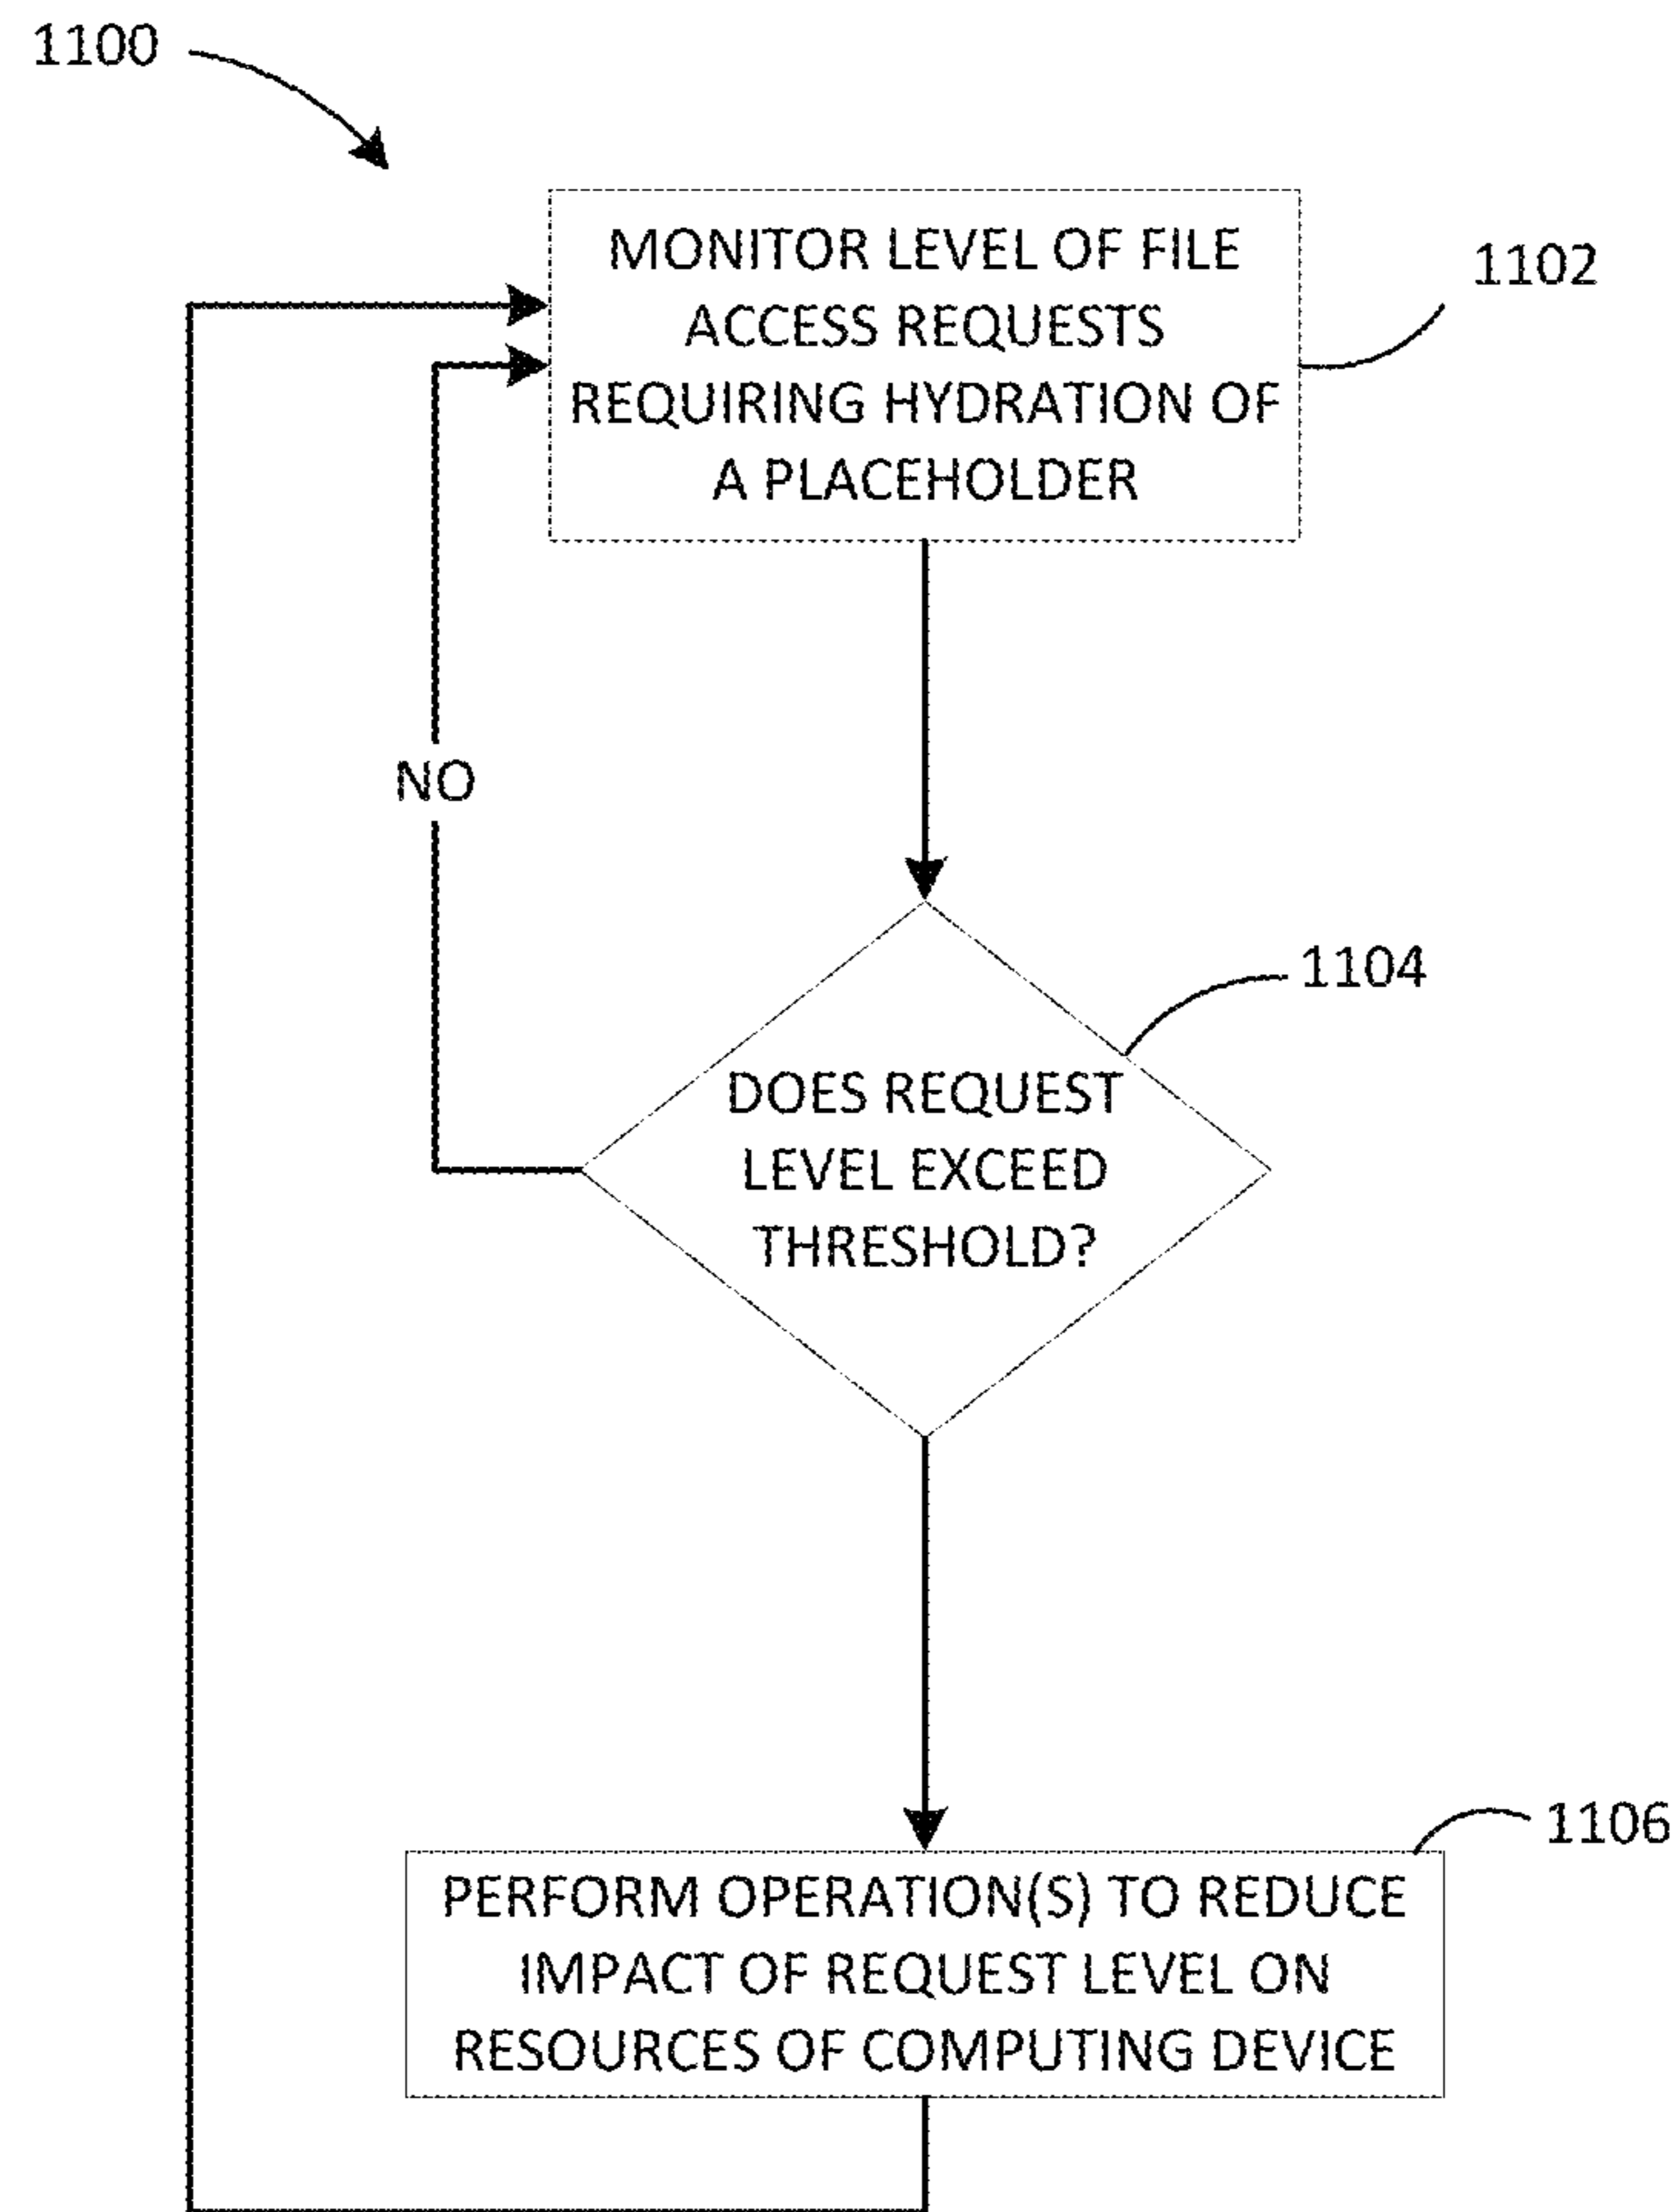 1100
MONITOR LEVEL OF FILE
ACCESS REQUESTS
REQUIRING HYDRATION OF
A PLACEHOLDER
1102
NO
1104
DOES REQUEST
LEVEL EXCEED
THRESHOLD?
1106
PERFORM OPERATION(S) TO REDUCE
IMPACT OF REQUEST LEVEL ON
RESOURCES OF COMPUTING DEVICE